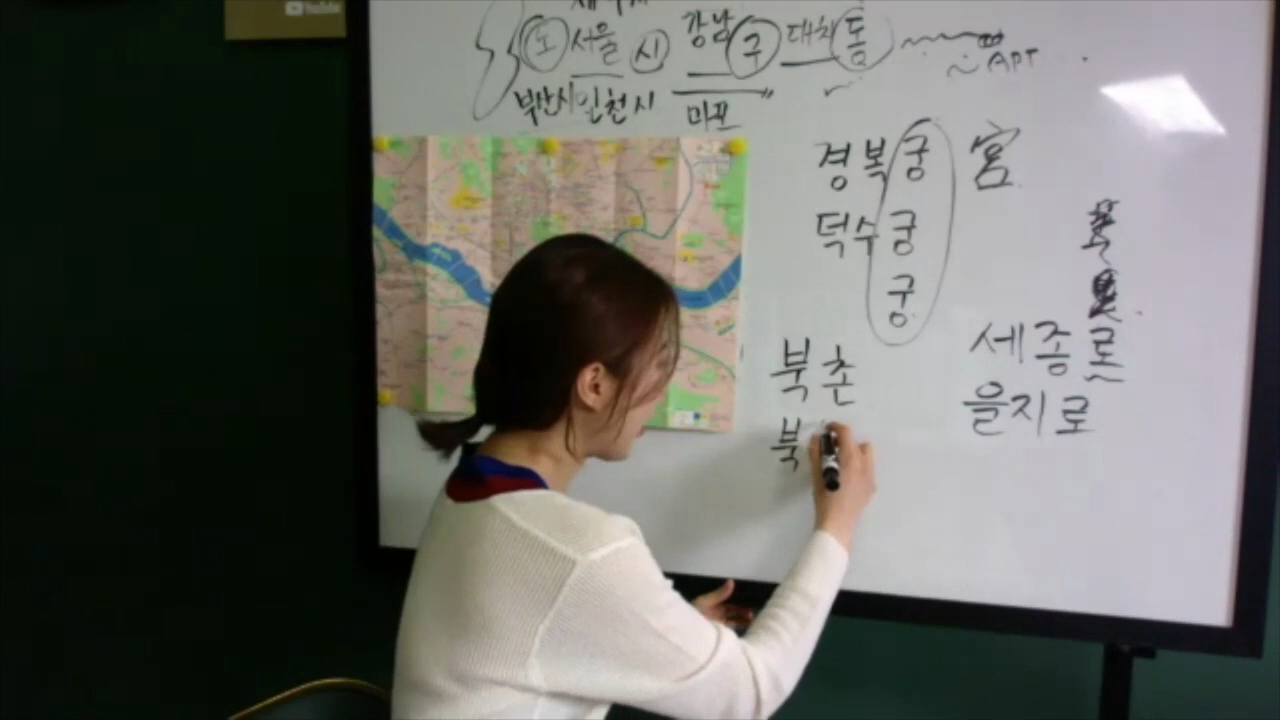 YouTube
도 서울 시 강남 구 대치 동
APT
부산시 인천시 마포
경복궁 宮
덕수궁
궁
북촌
북
세종로
을지로